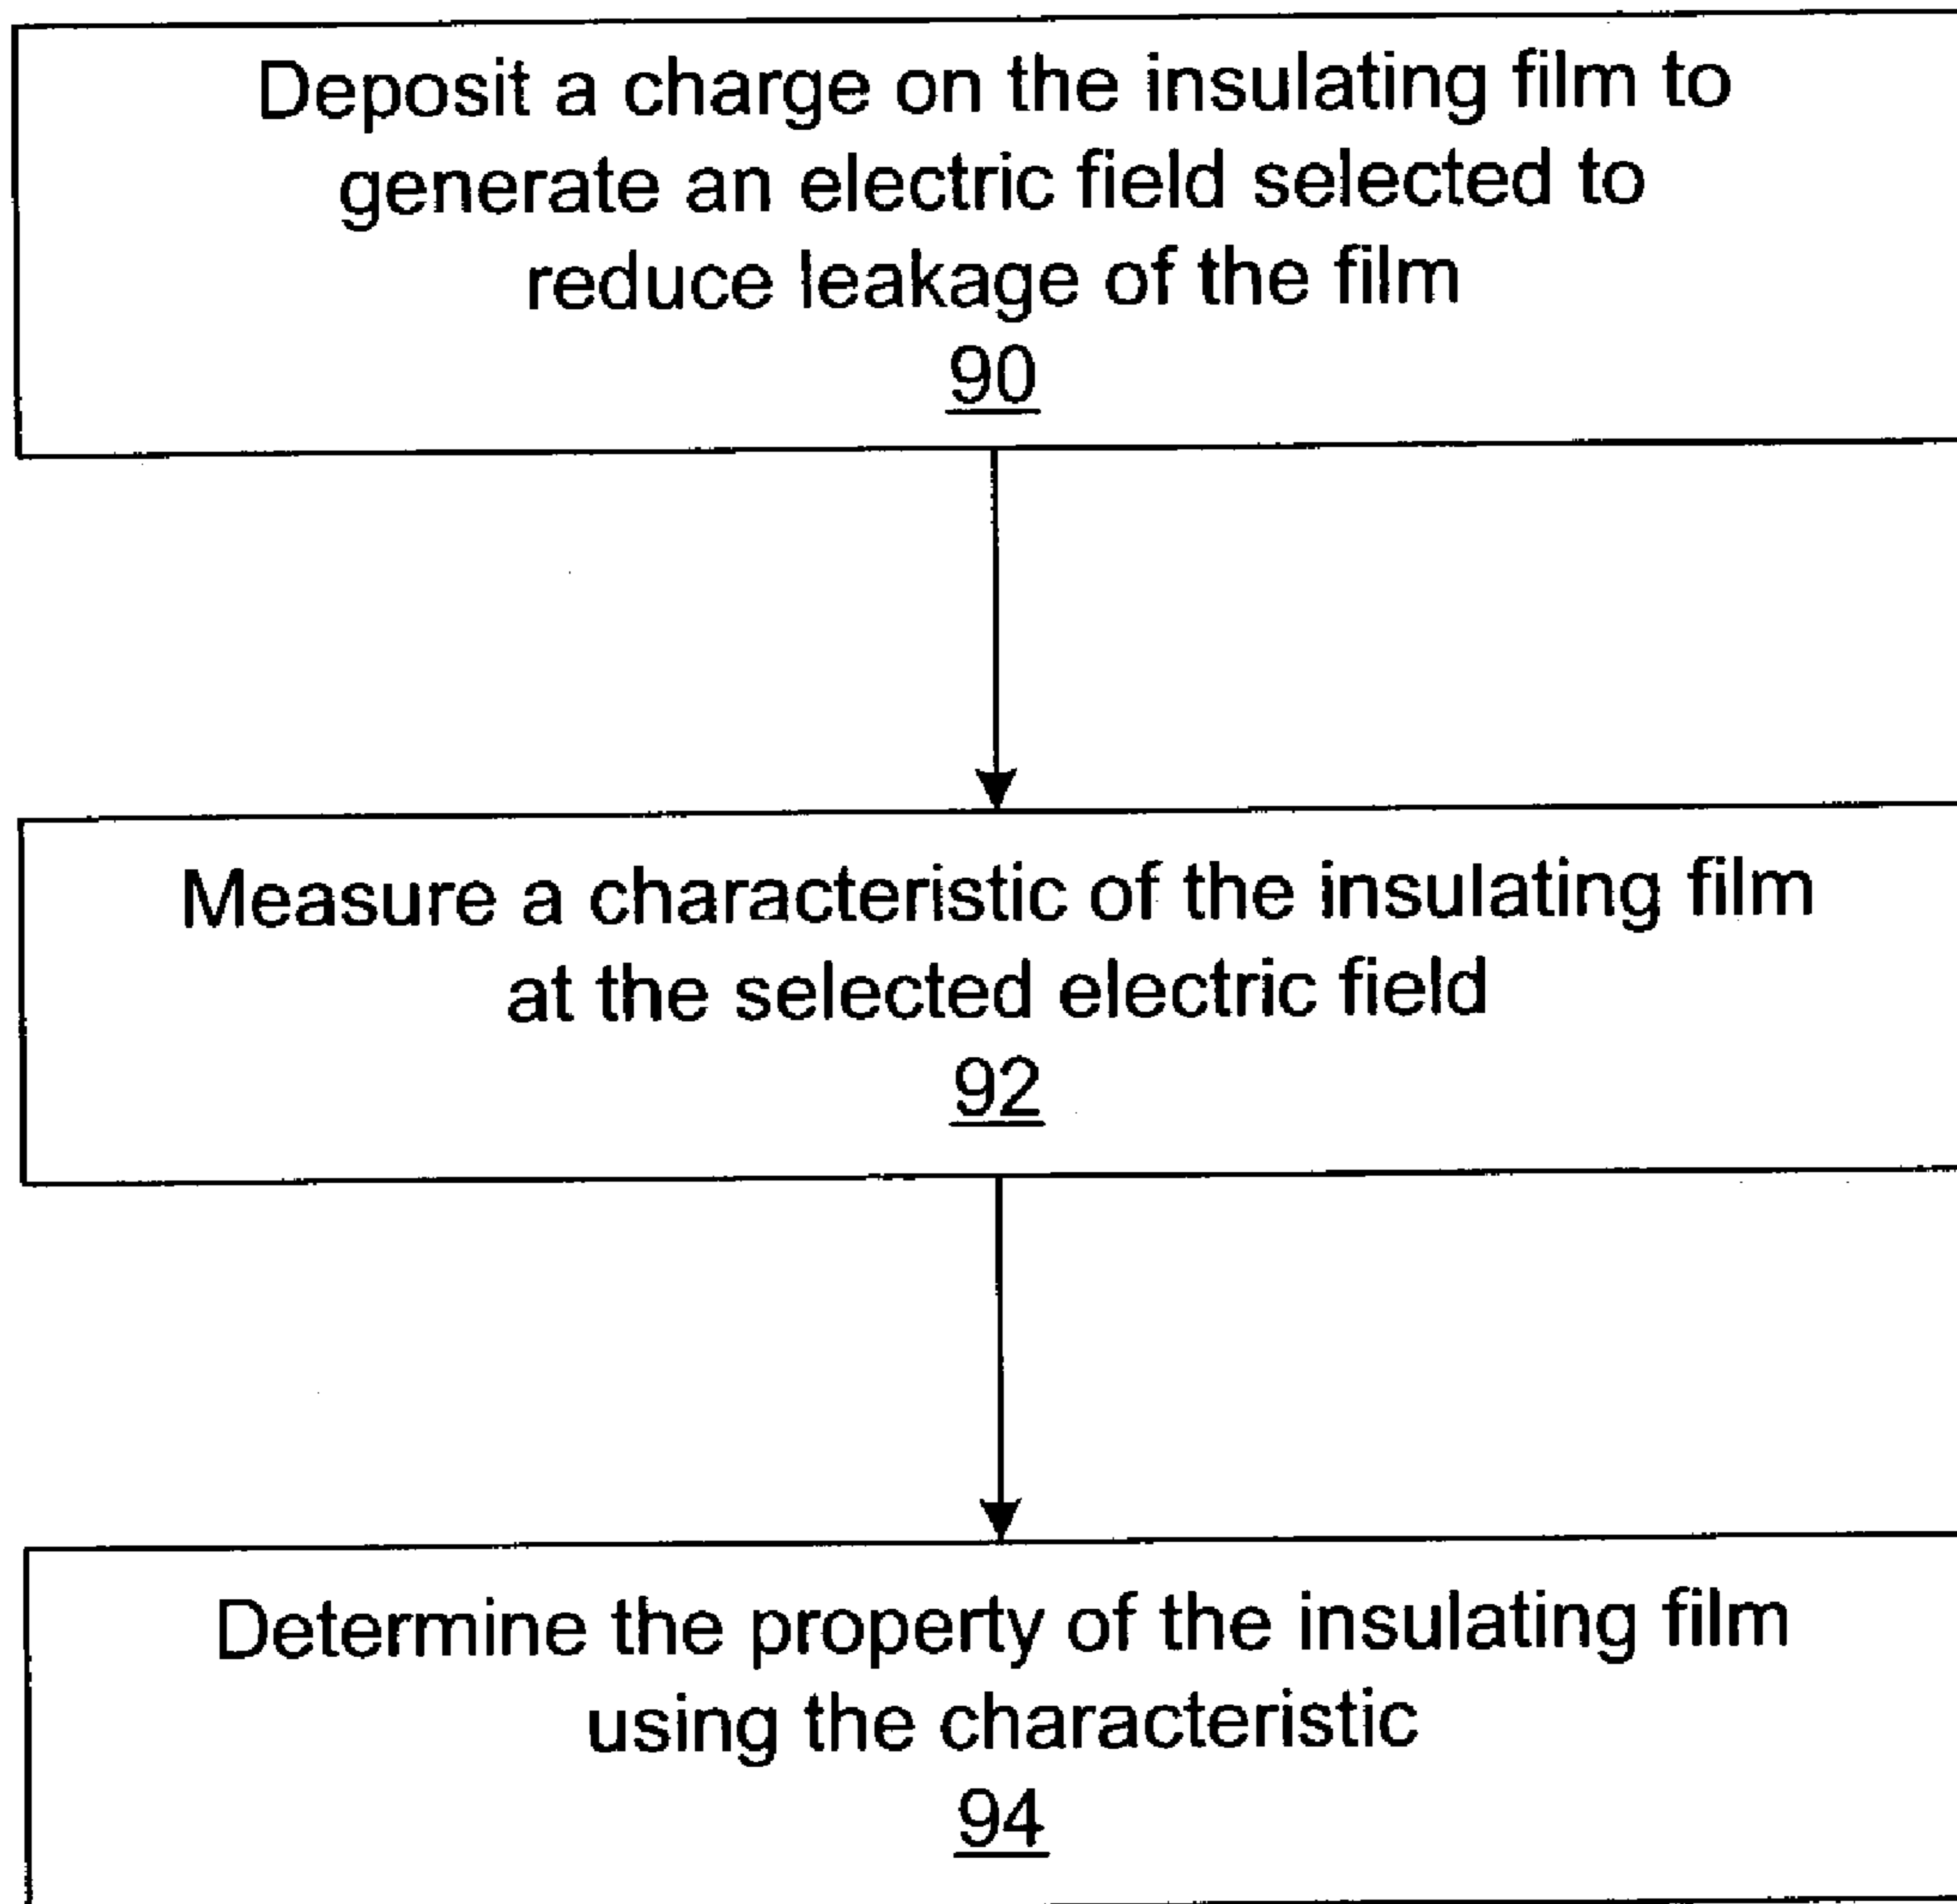 Deposit a charge on the insulating film to
generate an electric field selected to
reduce leakage of the film
90
Measure a characteristic of the insulating film
at the selected electric field
92
Determine the property of the insulating film
using the characteristic
94